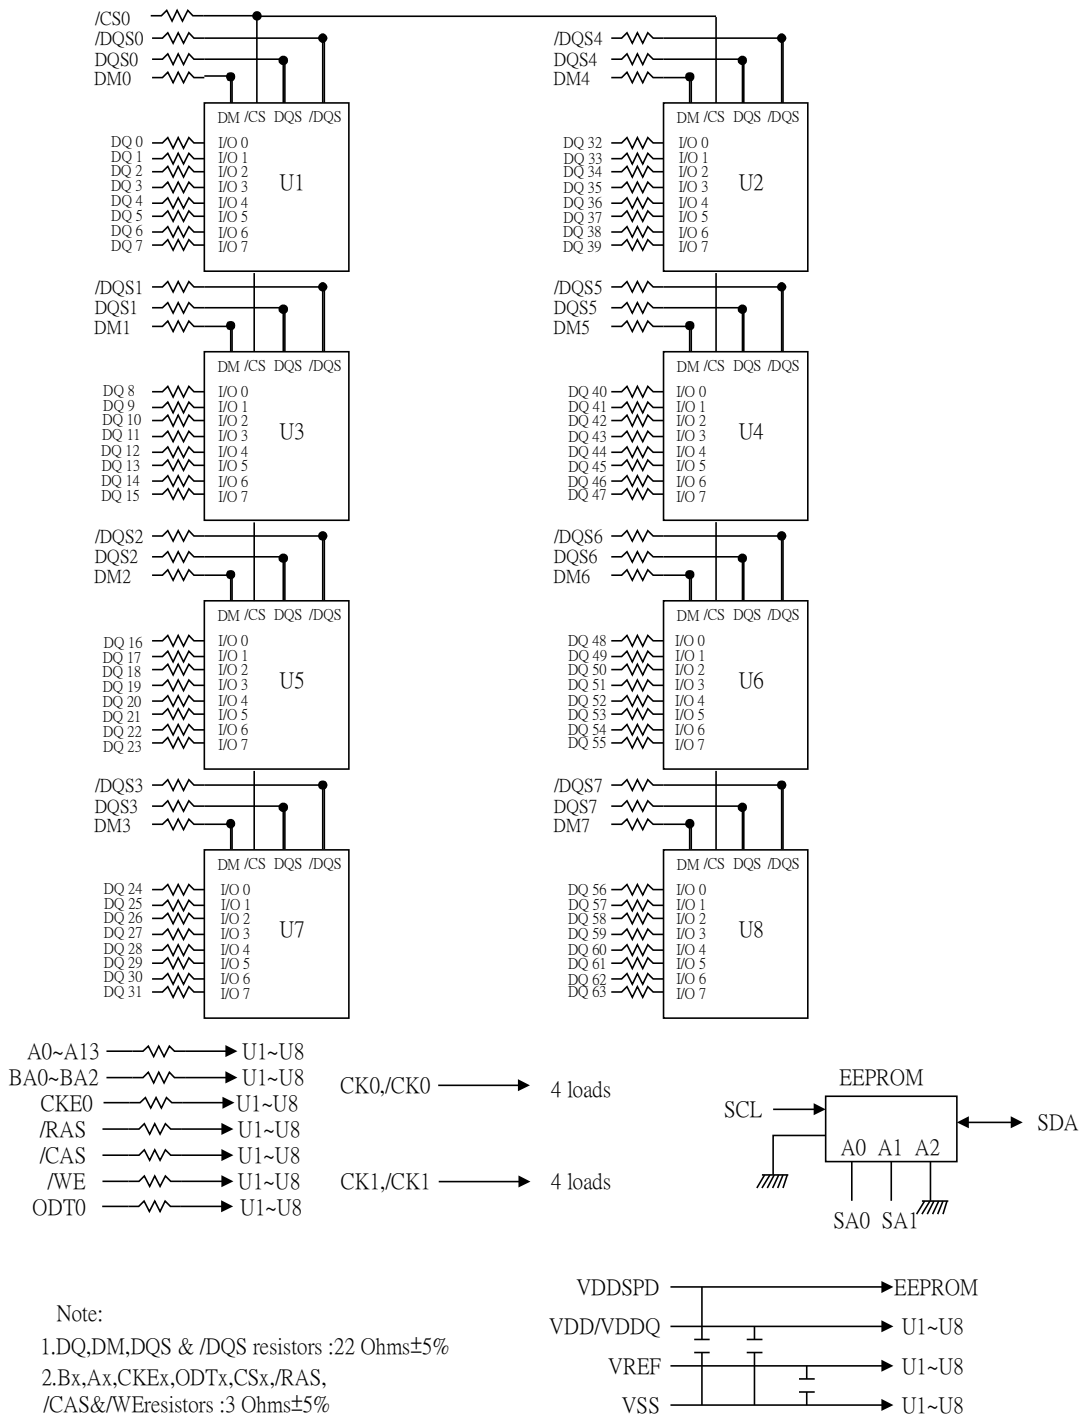 /CS0
/DQS0
DQS0
DM0
DM /CS DQS /DQS
DQ 0 I/O 0
DQ 1 I/O 1
DQ 2 I/O 2
DQ 3 I/O 3
DQ 4 I/O 4
DQ 5 I/O 5
DQ 6 I/O 6
DQ 7 I/O 7
U1
/DQS4
DQS4
DM4
DM /CS DQS /DQS
DQ 32 I/O 0
DQ 33 I/O 1
DQ 34 I/O 2
DQ 35 I/O 3
DQ 36 I/O 4
DQ 37 I/O 5
DQ 38 I/O 6
DQ 39 I/O 7
U2
/DQS1
DQS1
DM1
DM /CS DQS /DQS
DQ 8 I/O 0
DQ 9 I/O 1
DQ 10 I/O 2
DQ 11 I/O 3
DQ 12 I/O 4
DQ 13 I/O 5
DQ 14 I/O 6
DQ 15 I/O 7
U3
/DQS5
DQS5
DM5
DM /CS DQS /DQS
DQ 40 I/O 0
DQ 41 I/O 1
DQ 42 I/O 2
DQ 43 I/O 3
DQ 44 I/O 4
DQ 45 I/O 5
DQ 46 I/O 6
DQ 47 I/O 7
U4
/DQS2
DQS2
DM2
DM /CS DQS /DQS
DQ 16 I/O 0
DQ 17 I/O 1
DQ 18 I/O 2
DQ 19 I/O 3
DQ 20 I/O 4
DQ 21 I/O 5
DQ 22 I/O 6
DQ 23 I/O 7
U5
/DQS6
DQS6
DM6
DM /CS DQS /DQS
DQ 48 I/O 0
DQ 49 I/O 1
DQ 50 I/O 2
DQ 51 I/O 3
DQ 52 I/O 4
DQ 53 I/O 5
DQ 54 I/O 6
DQ 55 I/O 7
U6
/DQS3
DQS3
DM3
DM /CS DQS /DQS
DQ 24 I/O 0
DQ 25 I/O 1
DQ 26 I/O 2
DQ 27 I/O 3
DQ 28 I/O 4
DQ 29 I/O 5
DQ 30 I/O 6
DQ 31 I/O 7
U7
/DQS7
DQS7
DM7
DM /CS DQS /DQS
DQ 56 I/O 0
DQ 57 I/O 1
DQ 58 I/O 2
DQ 59 I/O 3
DQ 60 I/O 4
DQ 61 I/O 5
DQ 62 I/O 6
DQ 63 I/O 7
U8
A0~A13 U1~U8
BA0~BA2 U1~U8
CKE0 U1~U8
/RAS U1~U8
/CAS U1~U8
/WE U1~U8
ODT0 U1~U8
CK0,/CK0 4 loads
CK1,/CK1 4 loads
EEPROM
SCL SDA
A0 A1 A2
SA0 SA1
VDDSPD EEPROM
VDD/VDDQ U1~U8
VREF U1~U8
VSS U1~U8
Note:
1.DQ,DM,DQS & /DQS resistors :22 Ohms±5%
2.Bx,Ax,CKEx,ODTx,CSx,/RAS,
/CAS&/WEresistors :3 Ohms±5%